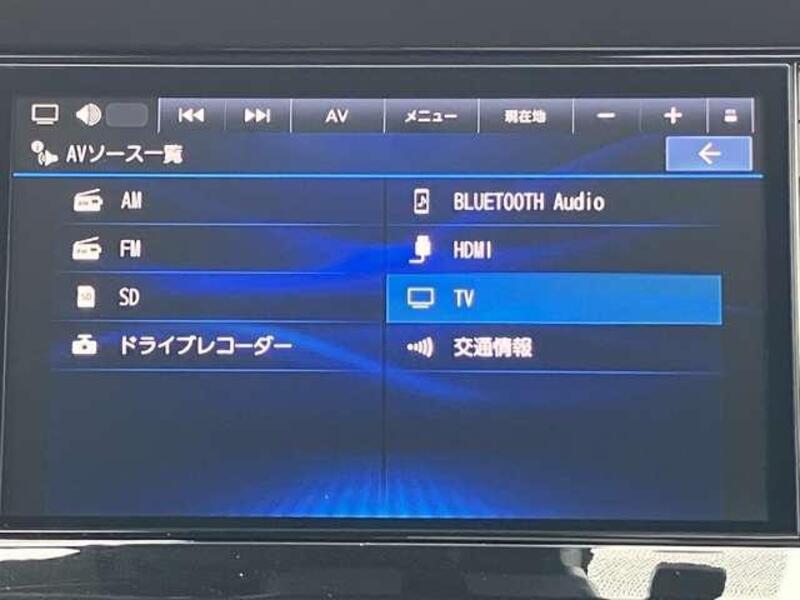 AV メニュー 現在地
AVソース一覧
AM
FM
SD
ドライブレコーダー
BLUETOOTH Audio
HDMI
TV
交通情報